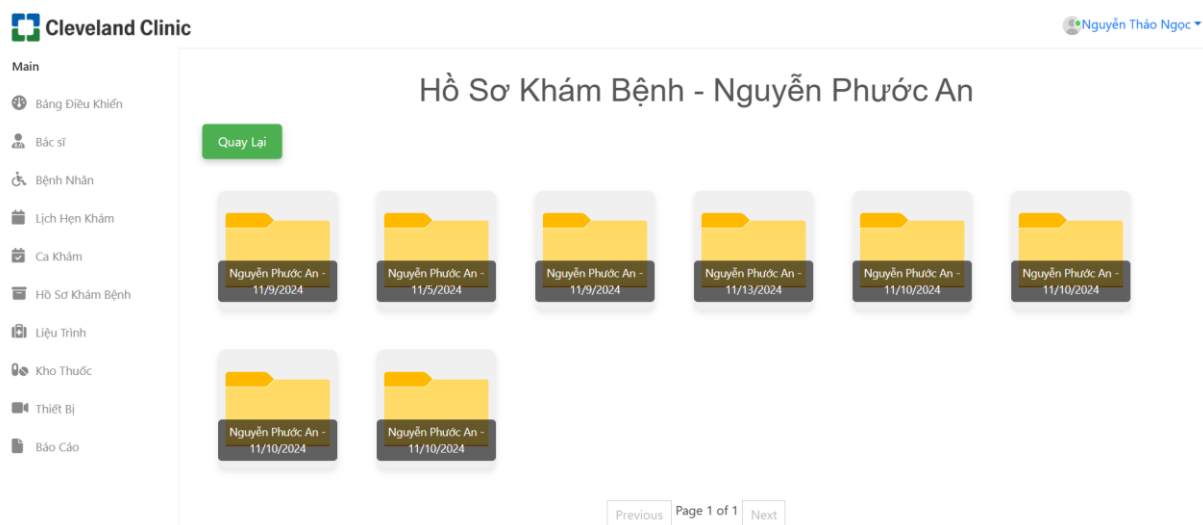 Cleveland Clinic
Nguyễn Thảo Ngọc
Main
Hồ Sơ Khám Bệnh - Nguyễn Phước An
Bảng Điều Khiển
Quay Lại
Bác sĩ
Bệnh Nhân
Lịch Hẹn Khám
Ca Khám
Hồ Sơ Khám Bệnh
Liệu Trình
Kho Thuốc
Thiết Bị
Báo Cáo
Nguyễn Phước An -
11/9/2024
Nguyễn Phước An -
11/5/2024
Nguyễn Phước An -
11/9/2024
Nguyễn Phước An -
11/13/2024
Nguyễn Phước An -
11/10/2024
Nguyễn Phước An -
11/10/2024
Nguyễn Phước An -
11/10/2024
Nguyễn Phước An -
11/10/2024
Previous Page 1 of 1 Next